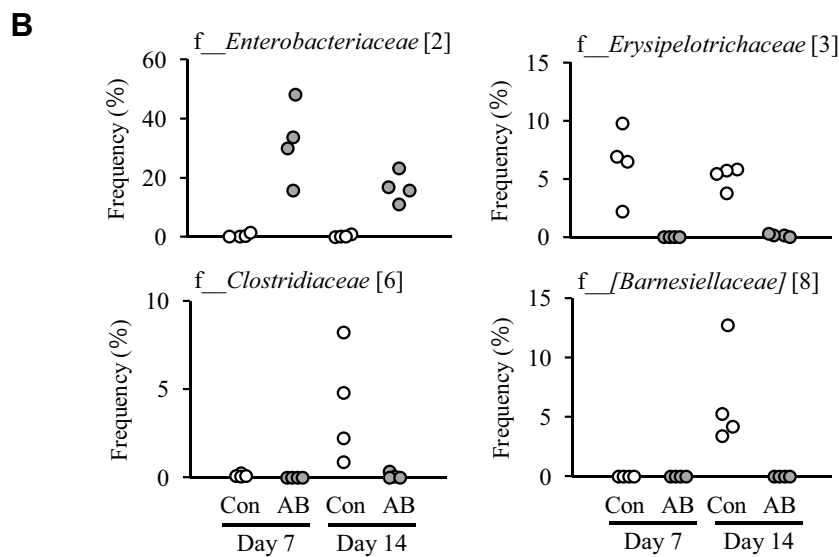 B
f__Enterobacteriaceae [2]
Frequency (%)
60
40
20
0
f__Erysipelotrichaceae [3]
Frequency (%)
15
10
5
0
f__Clostridiaceae [6]
Frequency (%)
10
5
0
Con AB Con AB
Day 7 Day 14
f__[Barnesiellaceae] [8]
Frequency (%)
15
10
5
0
Con AB Con AB
Day 7 Day 14